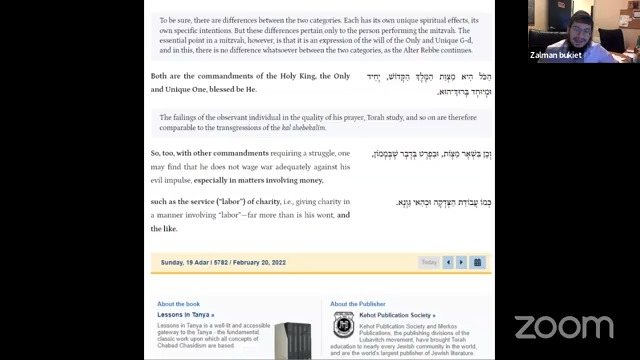 To be sure, there are differences between the two categories. Each has its own unique spiritual effects, its
own specific intentions. But these differences pertain only to the person performing the mitzvah. The
essential point in a mitzvah, however, is that it is an expression of the will of the Only and Unique G-d,
and in this, there is no difference whatsoever between the two categories, as the Alter Rebbe continues.
Both are the commandments of the Holy King, the Only
and Unique One, blessed be He.
הַכֹּל הִיא מִצְוַת הַמֶּלֶךְ הַקָּדוֹשׁ, יָחִיד
וּמְיוּחָד בָּרוּךְ־הוּא.
The failings of the observant individual in the quality of his prayer, Torah study, and so on are therefore
comparable to the transgressions of the kal shebekalim.
So, too, with other commandments requiring a struggle, one
may find that he does not wage war adequately against his
evil impulse, especially in matters involving money,
וְכֵן בִּשְׁאָר מִצְוֹת, וּבִפְרָט בְּדָבָר שֶׁבְּמָמוֹן,
such as the service ("labor") of charity, i.e., giving charity in
a manner involving "labor"—far more than is his wont, and
the like.
כְּמוֹ עֲבוֹדַת הַצְּדָקָה וּכְהַאי גַּוְונָא.
Sunday, 19 Adar I 5782 / February 20, 2022
Today
About the book
Lessons in Tanya »
Lessons in Tanya is a well-lit and accessible
gateway to the Tanya - the fundamental,
classic work upon which all concepts of
Chabad Chasidism are based.
About the Publisher
Kehot Publication Society »
Kehot Publication Society and Merkos
Publications, the publishing divisions of
the Lubavitch movement, have brought Torah
education to nearly every Jewish community in the world, and
are the world's largest publisher of Jewish literature.
Zalman bukiet
zoom